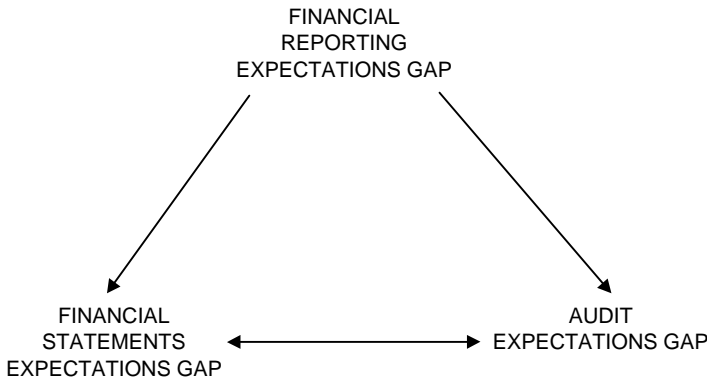 FINANCIAL
REPORTING
EXPECTATIONS GAP
FINANCIAL
STATEMENTS
EXPECTATIONS GAP
AUDIT
EXPECTATIONS GAP